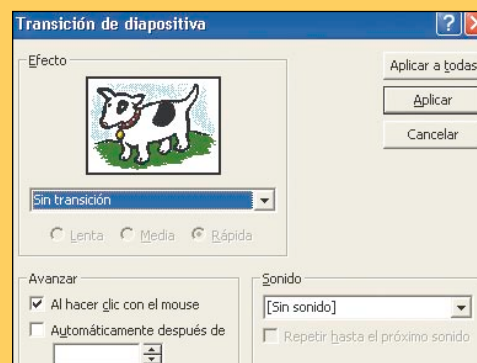 Transición de diapositiva
Efecto
Aplicar a todas
Aplicar
Cancelar
Sin transición
Lenta Media Rápida
Avanzar
Al hacer clic con el mouse
Automáticamente después de
Sonido
[Sin sonido]
Repetir hasta el próximo sonido